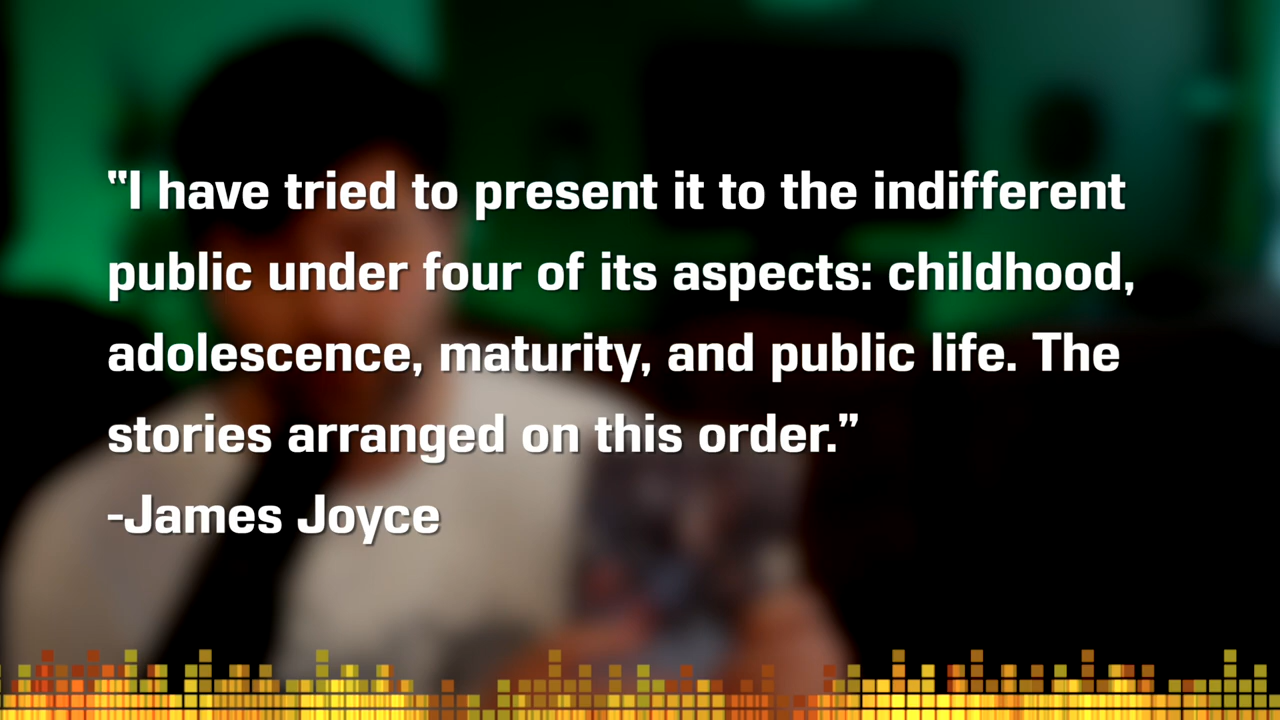 “I have tried to present it to the indifferent
public under four of its aspects: childhood,
adolescence, maturity, and public life. The
stories arranged on this order.”
-James Joyce